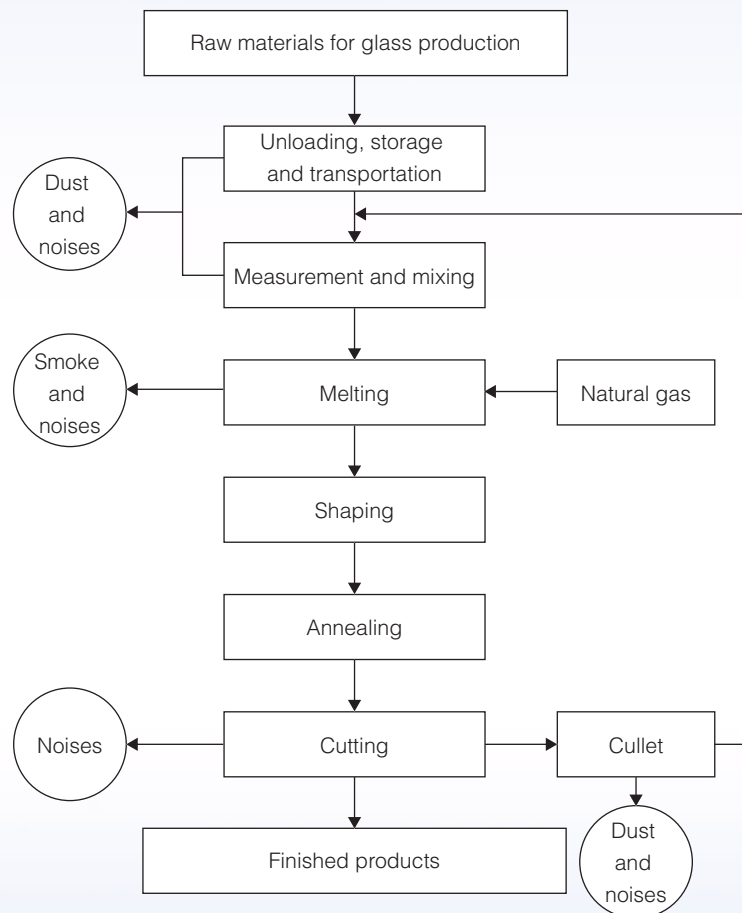 Raw materials for glass production
Unloading, storage
and transportation
Dust
and
noises
Measurement and mixing
Smoke
and
noises
Melting
Natural gas
Shaping
Annealing
Noises
Cutting
Cullet
Finished products
Dust
and
noises